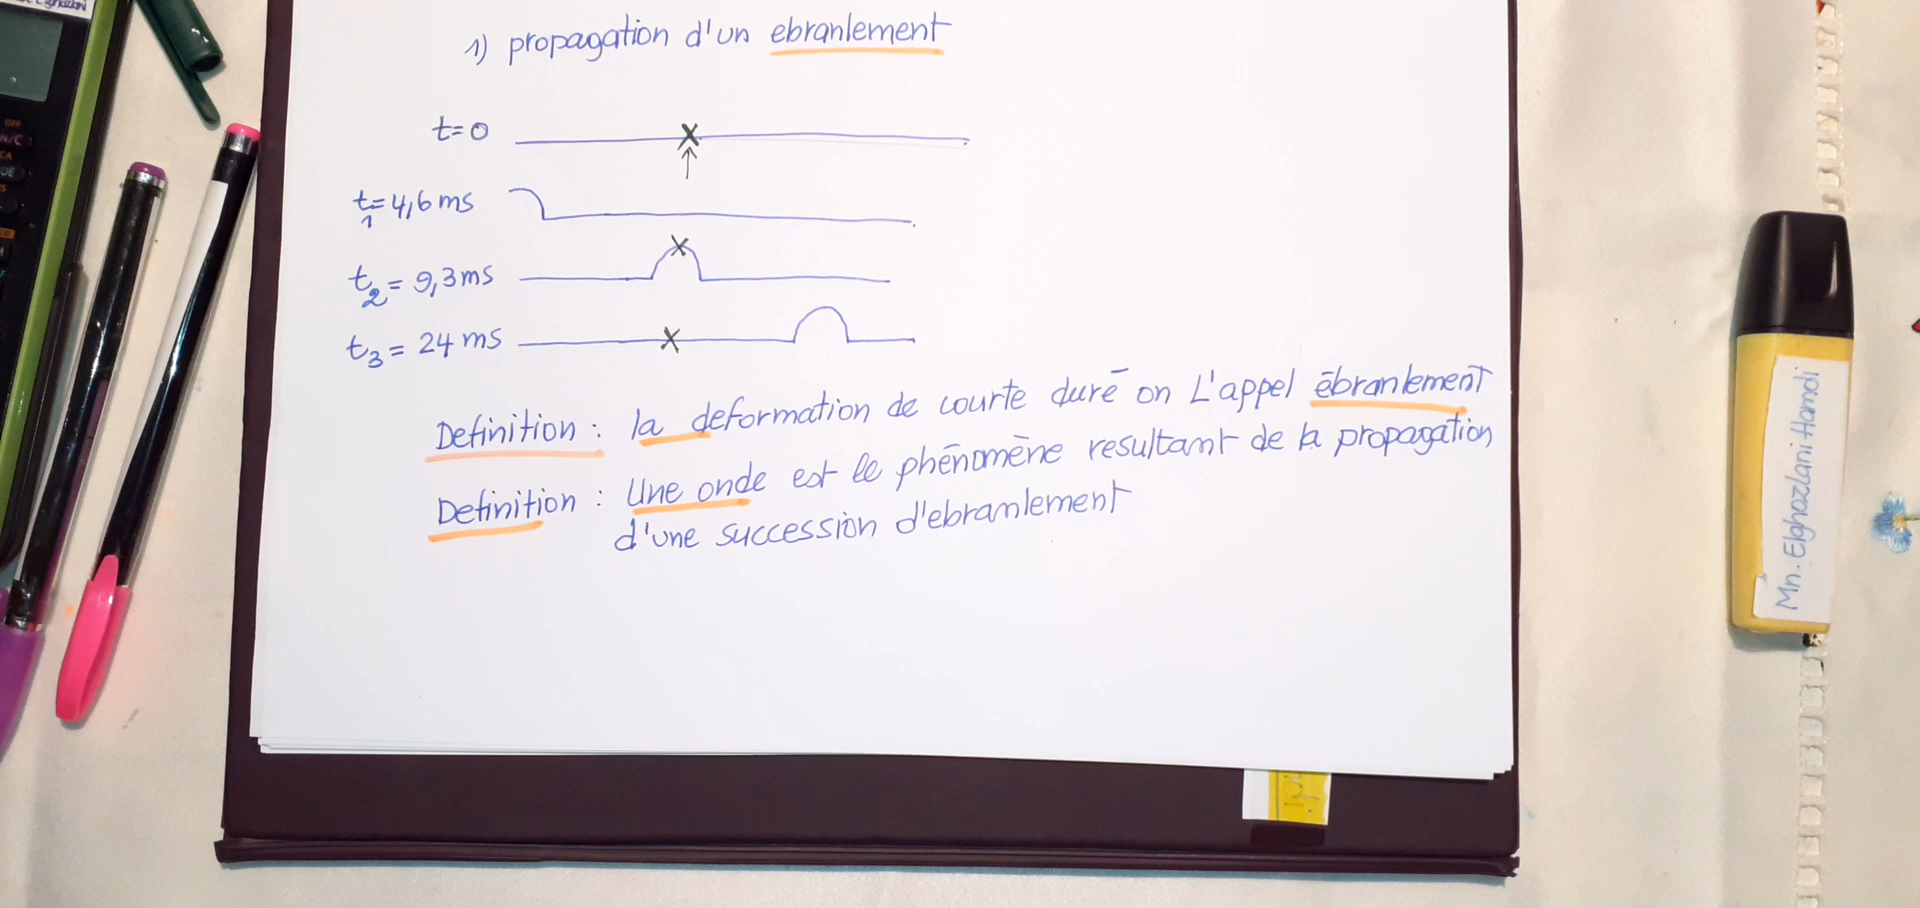 1) propagation d'un ebranlement
t=0
t1=4,6ms
t2=9,3ms
t3=24ms
Definition: la deformation de courte duré on L'appel ébranlement
Definition: Une onde est le phénomène resultant de la propagation
d'une succession d'ebranlement
Mn. Elghazlani Hamdi
OFF
N/C
CA